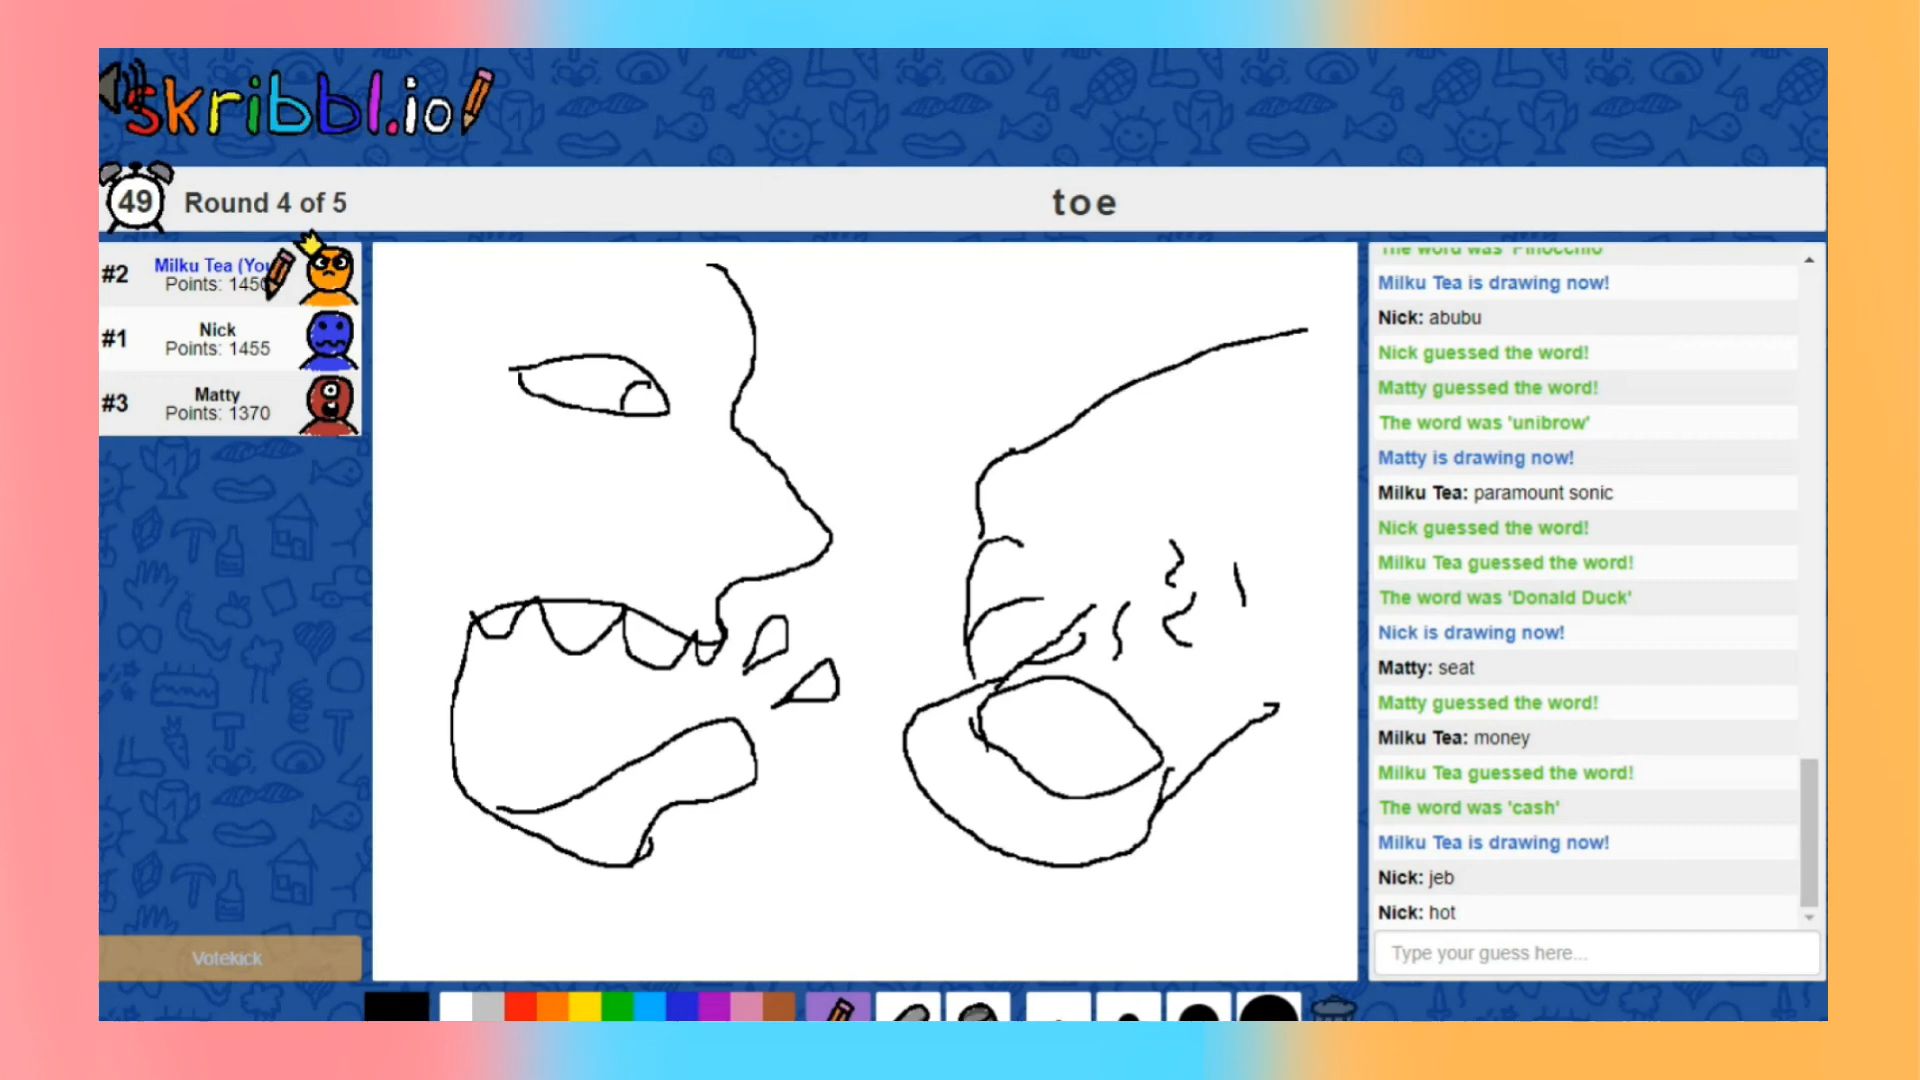 skribbl.io
49
Round 4 of 5
toe
#2
Milku Tea (You
Points: 1450
#1
Nick
Points: 1455
#3
Matty
Points: 1370
Votekick
The word was 'Pinocchio'
Milku Tea is drawing now!
Nick: abubu
Nick guessed the word!
Matty guessed the word!
The word was 'unibrow'
Matty is drawing now!
Milku Tea: paramount sonic
Nick guessed the word!
Milku Tea guessed the word!
The word was 'Donald Duck'
Nick is drawing now!
Matty: seat
Matty guessed the word!
Milku Tea: money
Milku Tea guessed the word!
The word was 'cash'
Milku Tea is drawing now!
Nick: jeb
Nick: hot
Type your guess here...